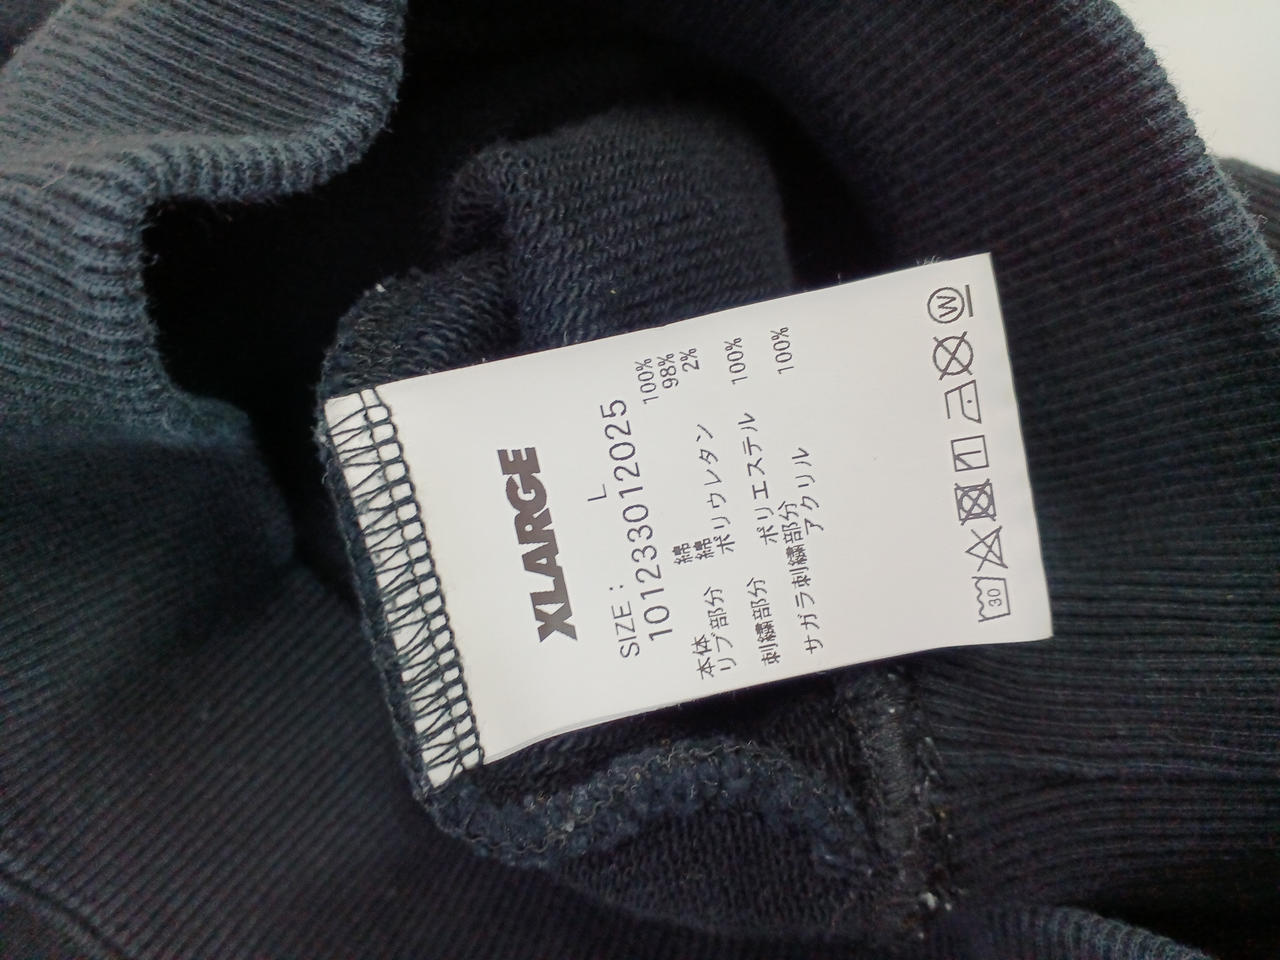 XLARGE
SIZE : L
101233012025
本体 綿 100%
リブ部分 綿 98%
ポリウレタン 2%
刺繍部分 ポリエステル 100%
サガラ刺繍部分
アクリル 100%
30
W